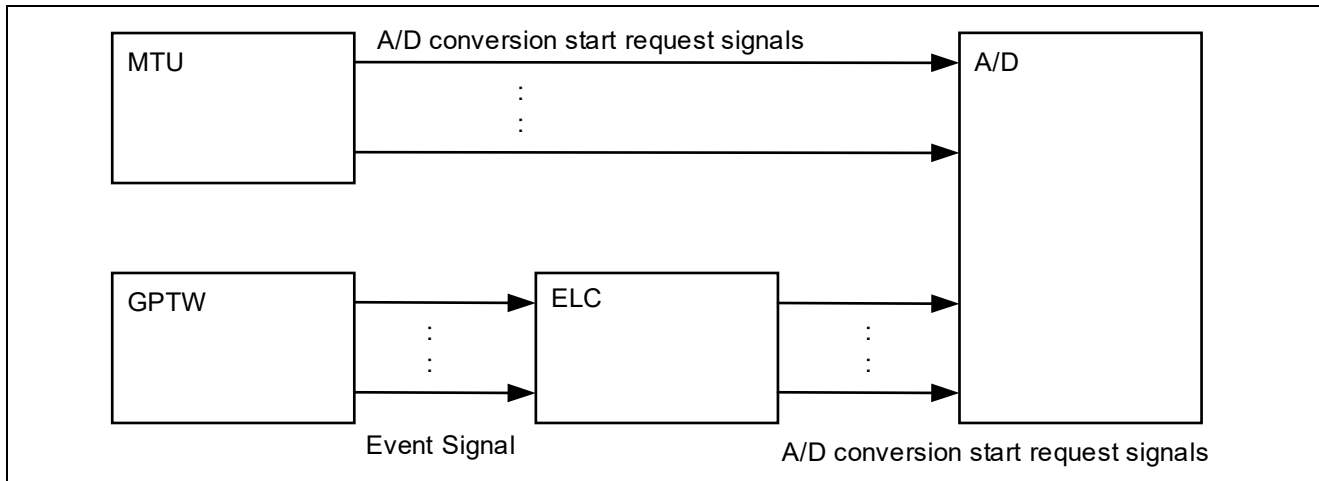 A/D conversion start request signals
MTU
A/D
GPTW
ELC
Event Signal
A/D conversion start request signals